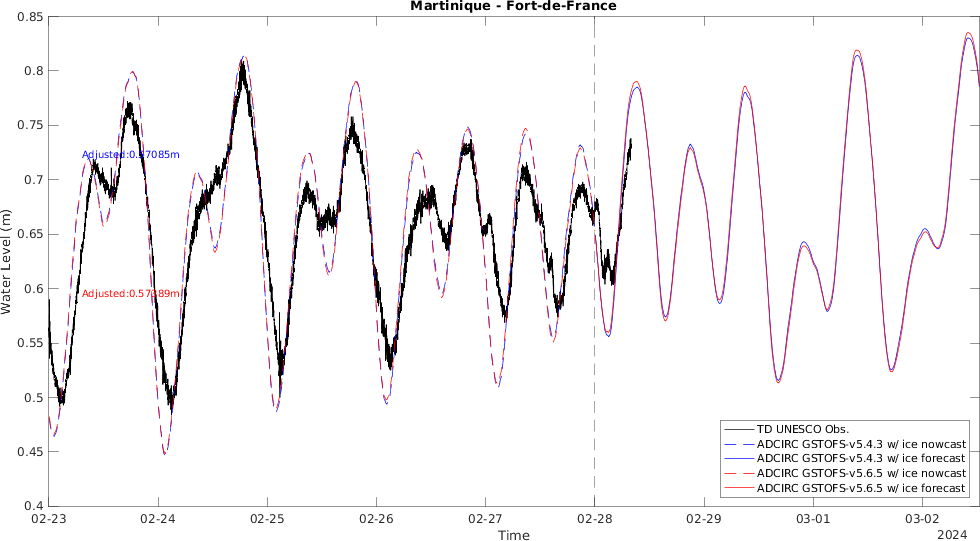 Martinique - Fort-de-France
0.85
0.8
0.75
0.7
0.65
0.6
0.55
0.5
0.45
0.4
Water Level (m)
Adjusted:0.57085m
Adjusted:0.57389m
TD UNESCO Obs.
ADCIRC GSTOFS-v5.4.3 w/ ice nowcast
ADCIRC GSTOFS-v5.4.3 w/ ice forecast
ADCIRC GSTOFS-v5.6.5 w/ ice nowcast
ADCIRC GSTOFS-v5.6.5 w/ ice forecast
02-23 02-24 02-25 02-26 02-27 02-28 02-29 03-01 03-02
Time
2024